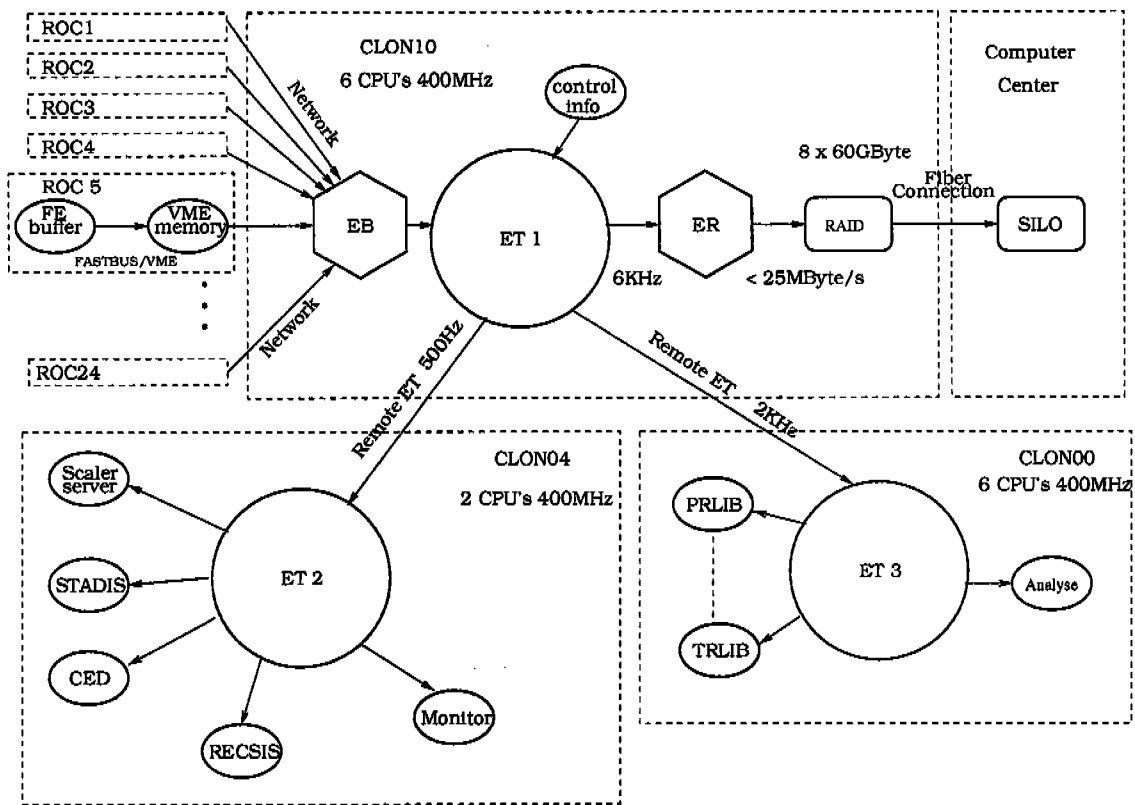 ROC1
ROC2
ROC3
ROC4
ROC 5
FE
buffer
VME
memory
FASTBUS/VME
ROC24
Network
Network
CLON10
6 CPU's 400MHz
control
info
EB
ET 1
6KHz
ER
< 25MByte/s
8 x 60GByte
RAID
Fiber
Connection
Computer
Center
SILO
Remote ET 500Hz
Remote ET 2KHz
CLON04
2 CPU's 400MHz
Scaler
server
STADIS
CED
RECSIS
Monitor
ET 2
CLON00
6 CPU's 400MHz
PRLIB
TRLIB
ET 3
Analyse